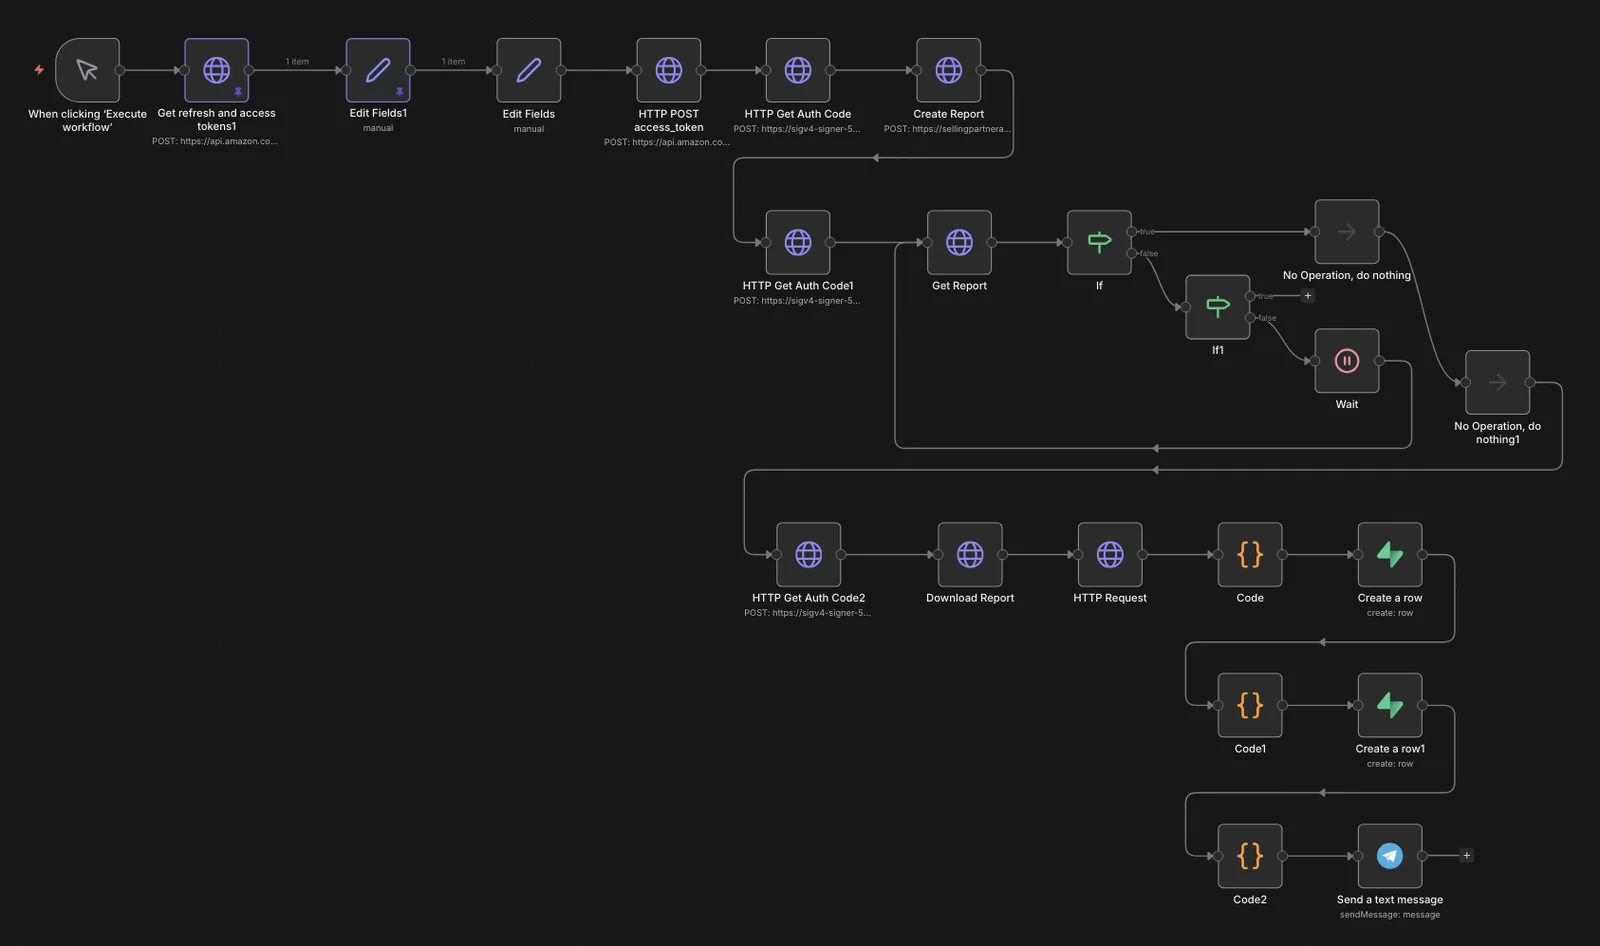 1 item
1 item
When clicking ‘Execute
workflow’
Get refresh and access
tokens1
POST: https://api.amazon.co...
Edit Fields1
manual
Edit Fields
manual
HTTP POST
access_token
POST: https://api.amazon.co...
HTTP Get Auth Code
POST: https://sigv4-signer-5...
Create Report
POST: https://sellingpartnera...
HTTP Get Auth Code1
POST: https://sigv4-signer-5...
Get Report
If
true
false
No Operation, do nothing
If1
true
false
Wait
No Operation, do
nothing1
HTTP Get Auth Code2
POST: https://sigv4-signer-5...
Download Report
HTTP Request
Code
Create a row
create: row
Code1
Create a row1
create: row
Code2
Send a text message
sendMessage: message